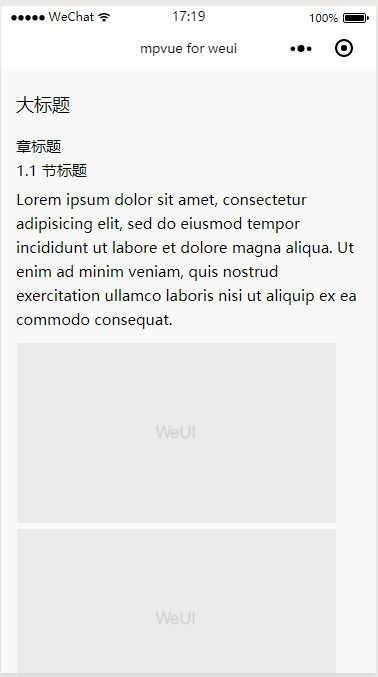 WeChat 17:19 100%
mpvue for weui
大标题
章标题
1.1 节标题
Lorem ipsum dolor sit amet, consectetur
adipisicing elit, sed do eiusmod tempor
incididunt ut labore et dolore magna aliqua. Ut
enim ad minim veniam, quis nostrud
exercitation ullamco laboris nisi ut aliquip ex ea
commodo consequat.
WeUI
WeUI